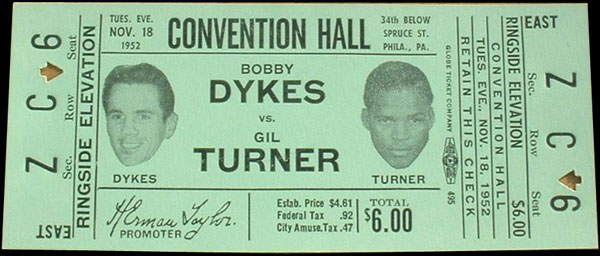 EAST
RINGSIDE ELEVATION
Z Sec.
C Row
6 Seat
TUES. EVE.
NOV. 18
1952
CONVENTION HALL
34th BELOW
SPRUCE ST.
PHILA., PA.
BOBBY
DYKES
vs.
GIL
TURNER
DYKES
TURNER
Herman Taylor
PROMOTER
Estab. Price $4.61
Federal Tax .92
City Amuse. Tax .47
TOTAL
$6.00
GLOBE TICKET COMPANY
495
RETAIN THIS CHECK
TUES. EVE., NOV. 18, 1952
CONVENTION HALL
RINGSIDE ELEVATION
$6.00
EAST
Z Sec.
C Row
6 Seat